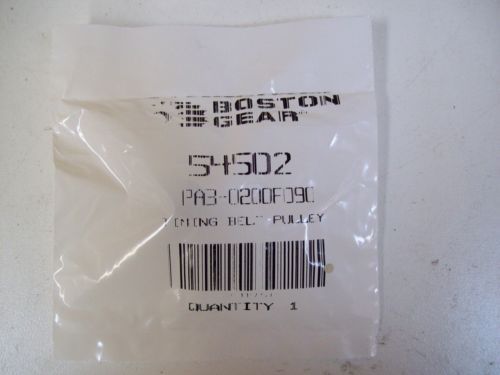 BOSTON
GEAR
54502
PA3-0200F090
TIMING BELT PULLEY
QUANTITY 1